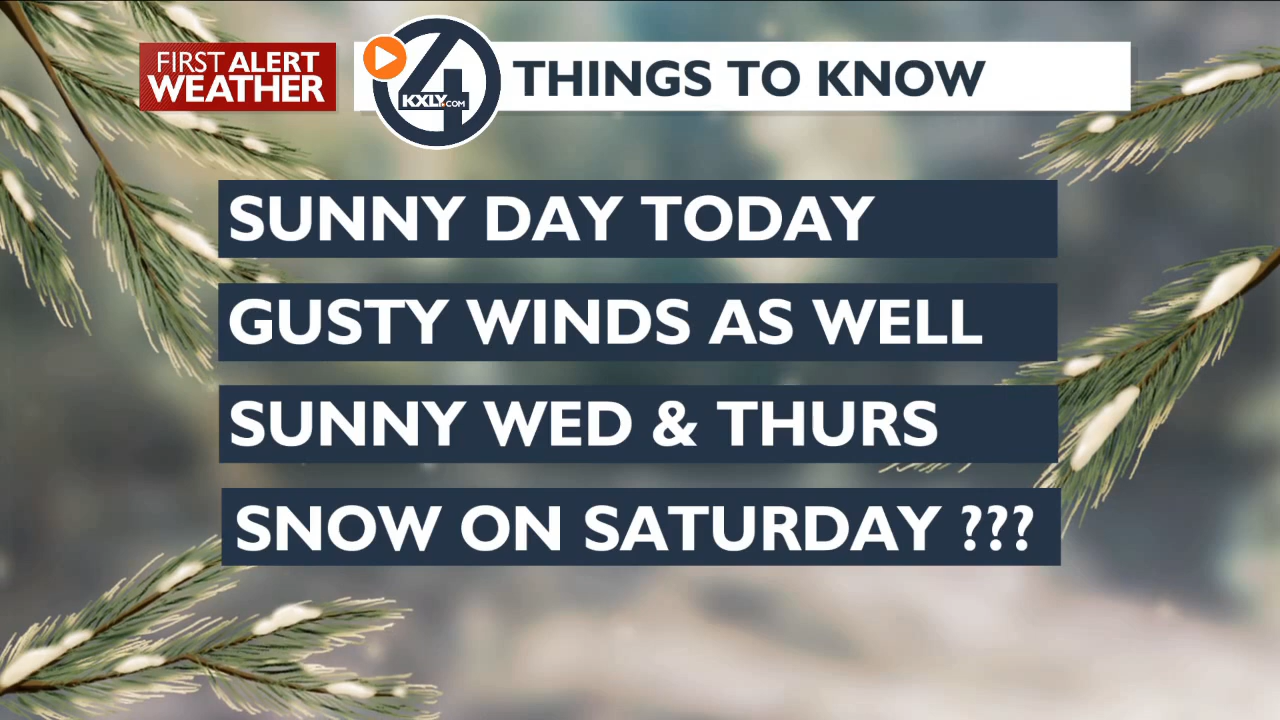 FIRST ALERT
WEATHER
4
KXLY.COM
THINGS TO KNOW
SUNNY DAY TODAY
GUSTY WINDS AS WELL
SUNNY WED & THURS
SNOW ON SATURDAY ???